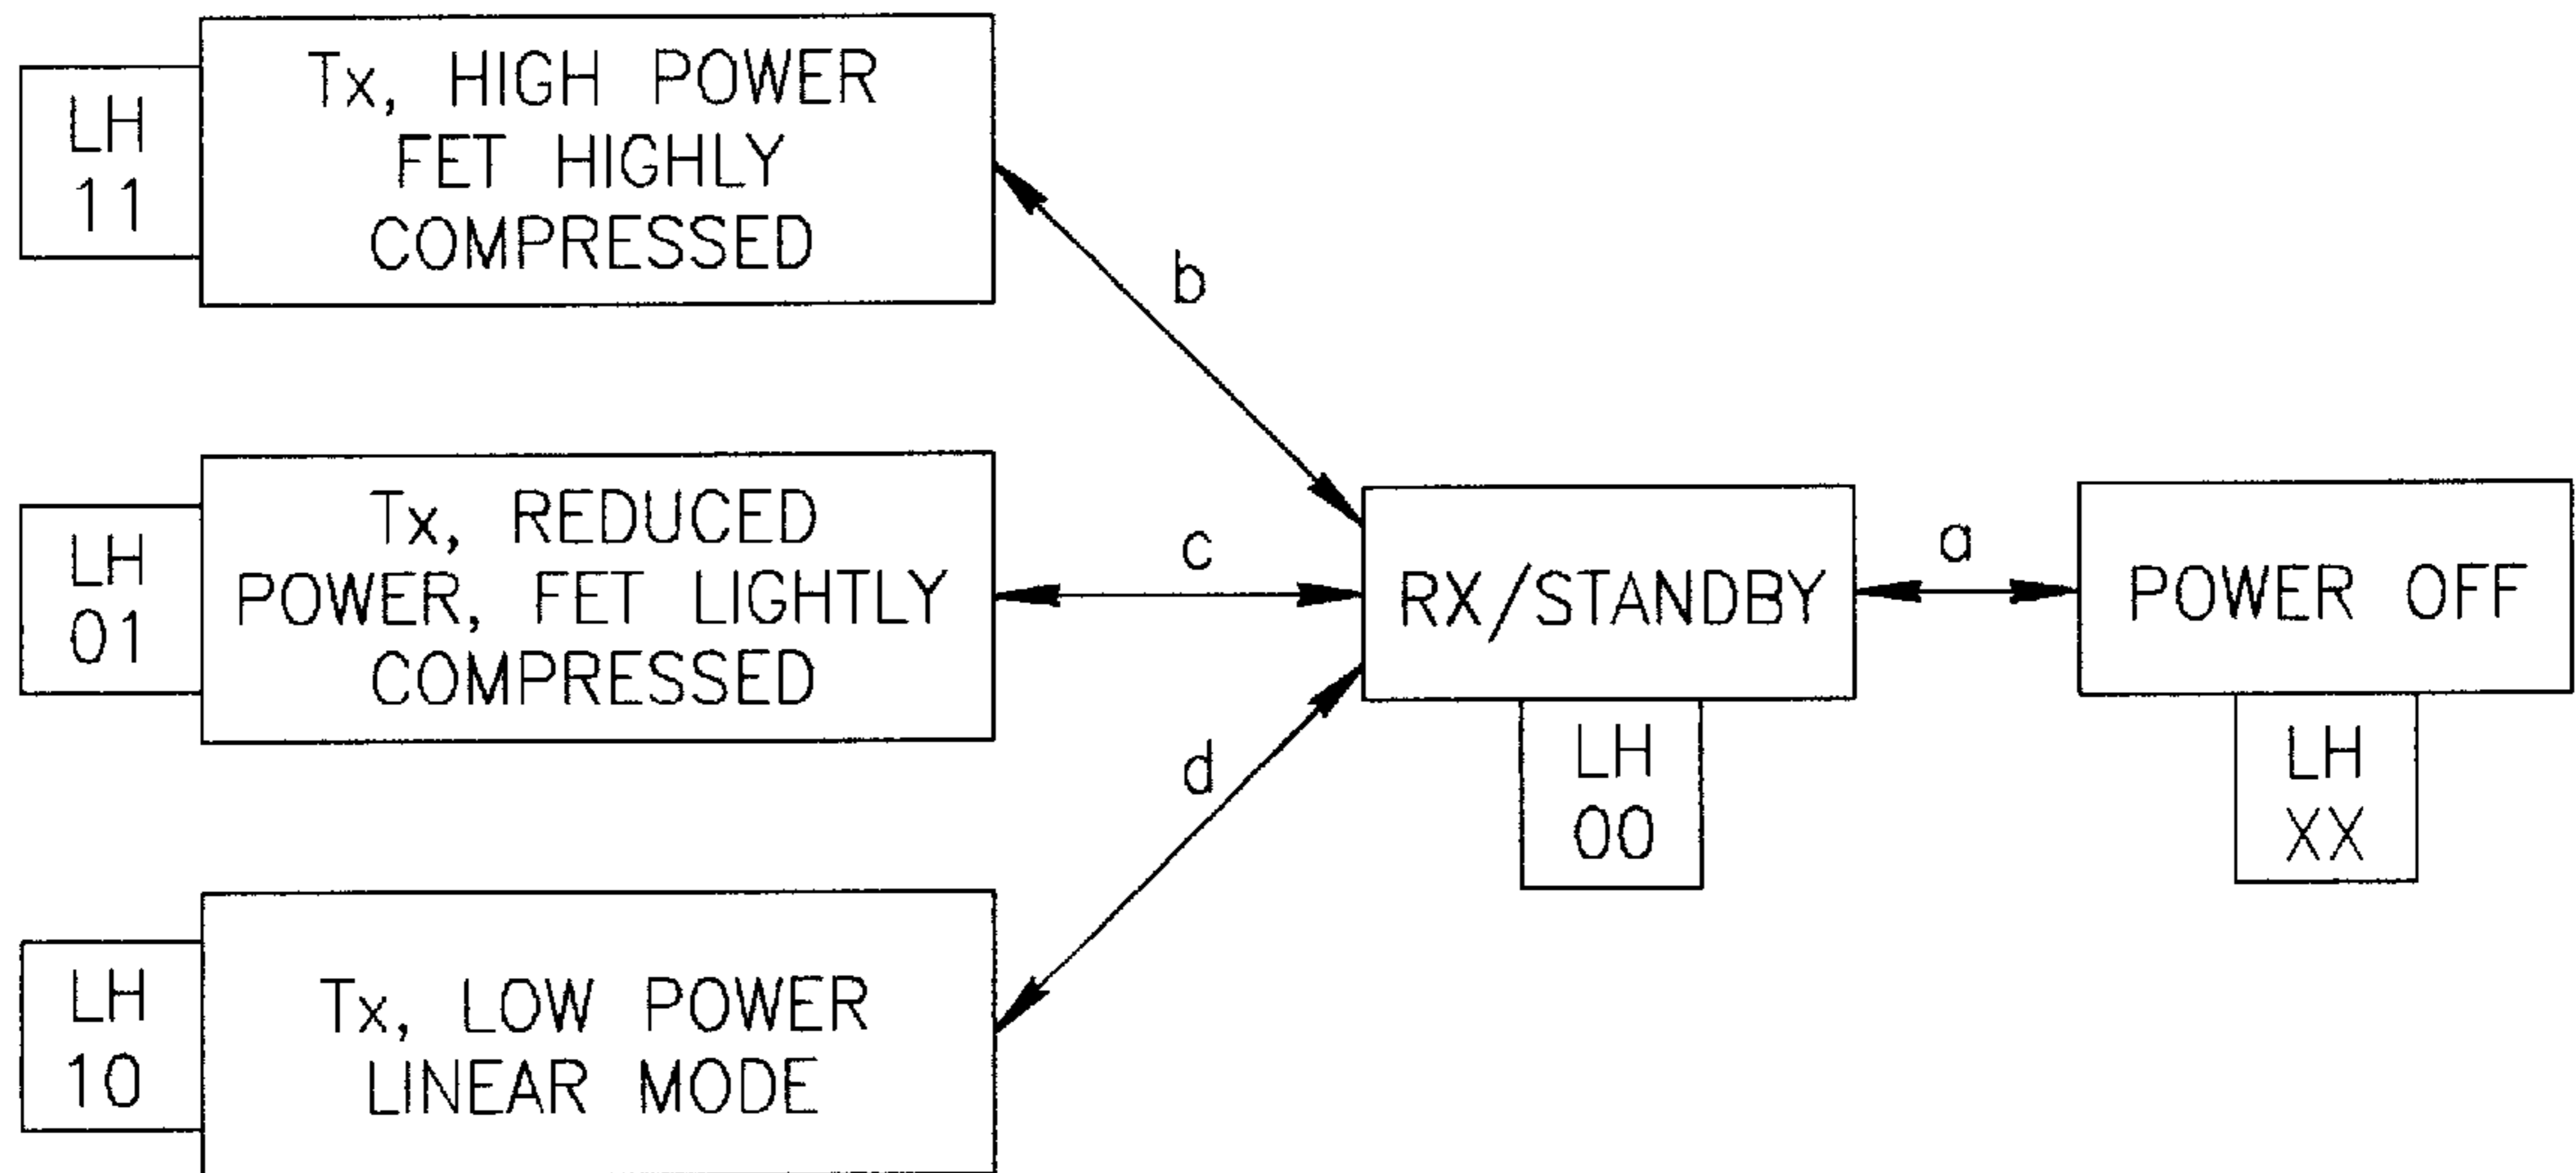 LH
11
Tx, HIGH POWER
FET HIGHLY
COMPRESSED
b
LH
01
Tx, REDUCED
POWER, FET LIGHTLY
COMPRESSED
c
RX/STANDBY
a
POWER OFF
LH
00
LH
XX
d
LH
10
Tx, LOW POWER
LINEAR MODE